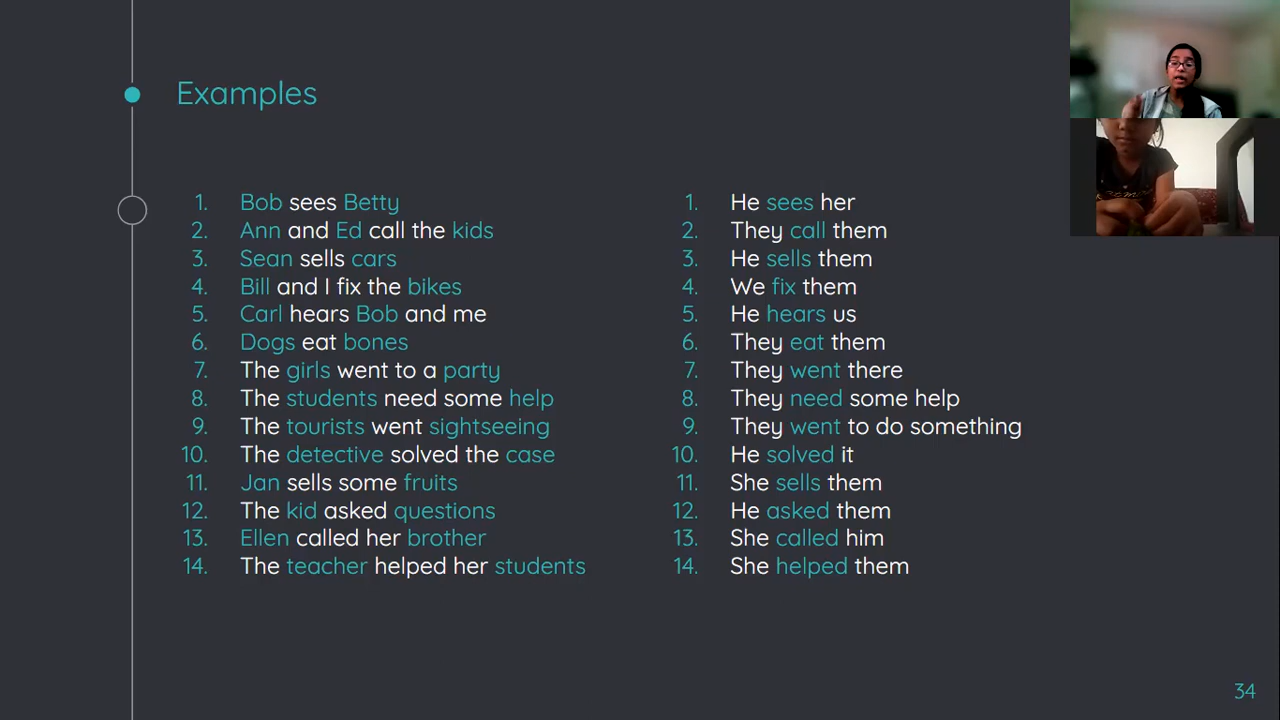 Examples
1. Bob sees Betty
2. Ann and Ed call the kids
3. Sean sells cars
4. Bill and I fix the bikes
5. Carl hears Bob and me
6. Dogs eat bones
7. The girls went to a party
8. The students need some help
9. The tourists went sightseeing
10. The detective solved the case
11. Jan sells some fruits
12. The kid asked questions
13. Ellen called her brother
14. The teacher helped her students
1. He sees her
2. They call them
3. He sells them
4. We fix them
5. He hears us
6. They eat them
7. They went there
8. They need some help
9. They went to do something
10. He solved it
11. She sells them
12. He asked them
13. She called him
14. She helped them
34